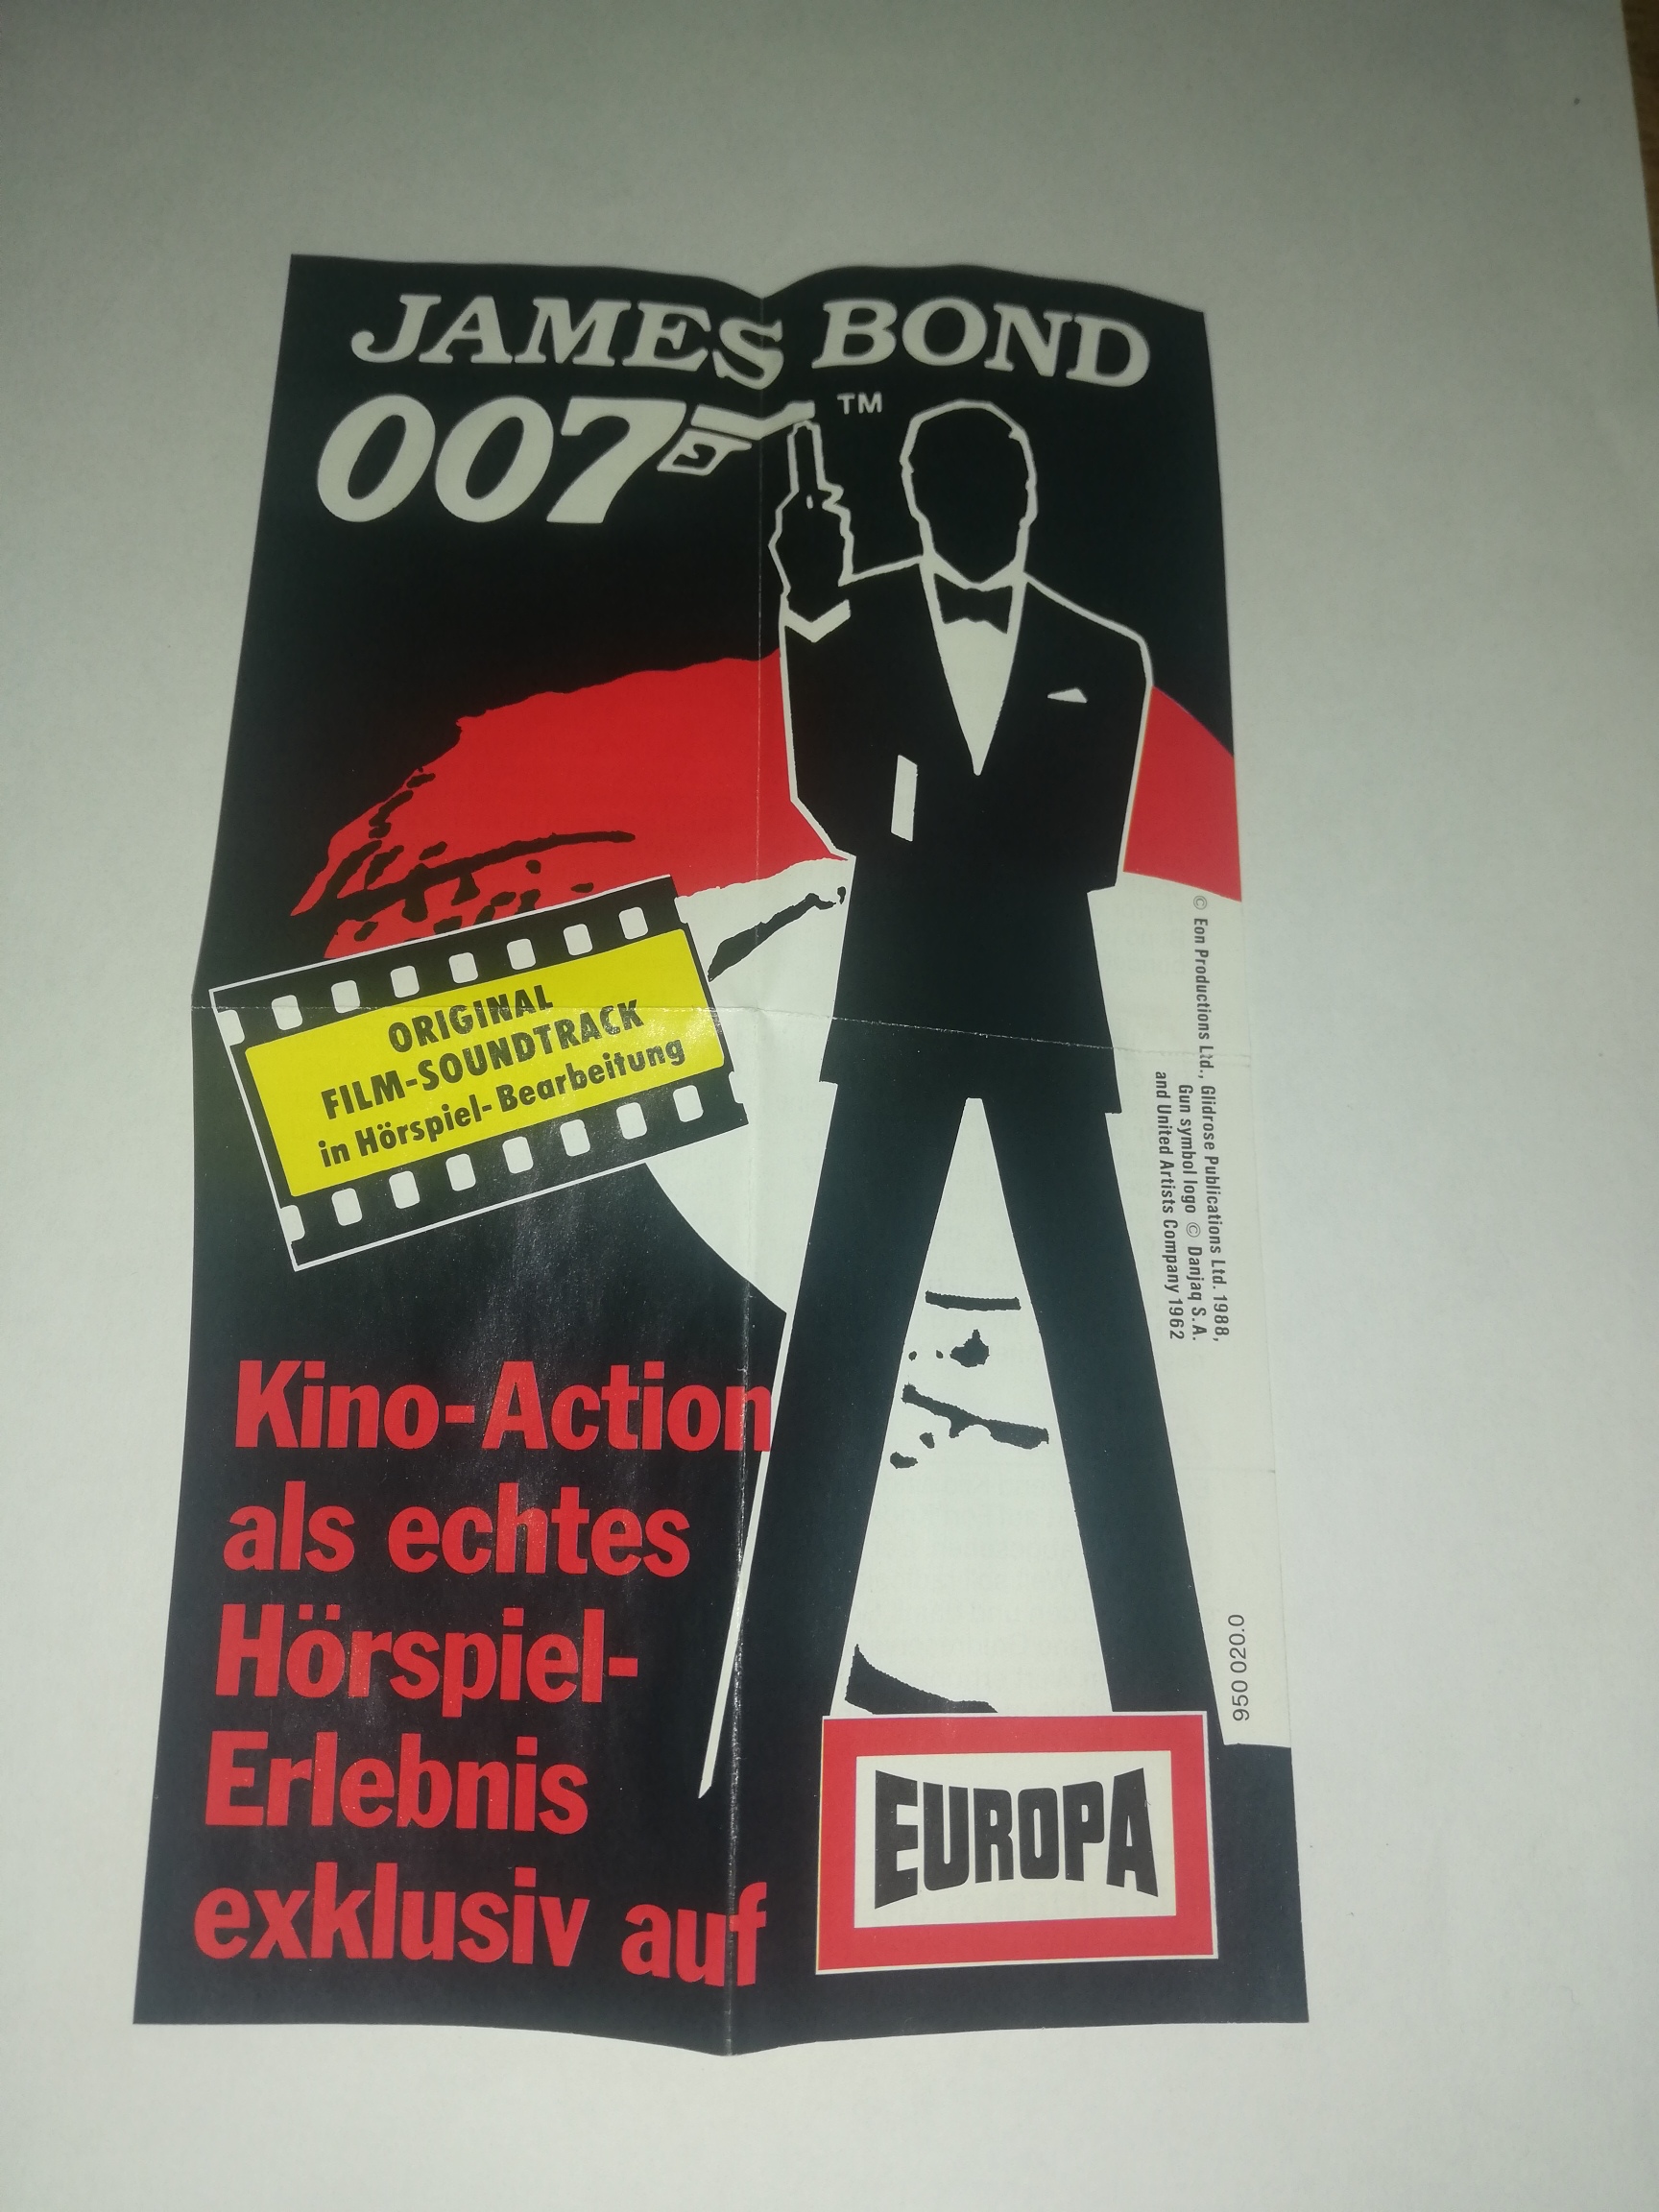 JAMES BOND
007 TM
ORIGINAL
FILM-SOUNDTRACK
in Hörspiel-Bearbeitung
© Eon Productions Ltd., Glidrose Publications Ltd. 1988,
Gun symbol logo © Danjaq S.A.
and United Artists Company 1962
Kino-Action
als echtes
Hörspiel-
Erlebnis
exklusiv auf
EUROPA
950 020.0